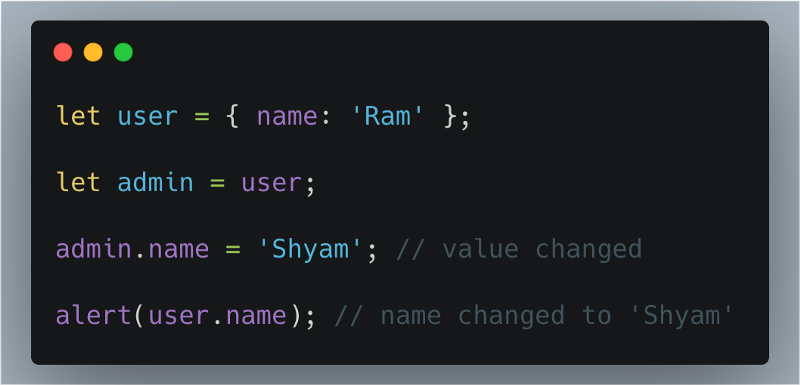 let user = { name: 'Ram' };
let admin = user;
admin.name = 'Shyam'; // value changed
alert(user.name); // name changed to 'Shyam'